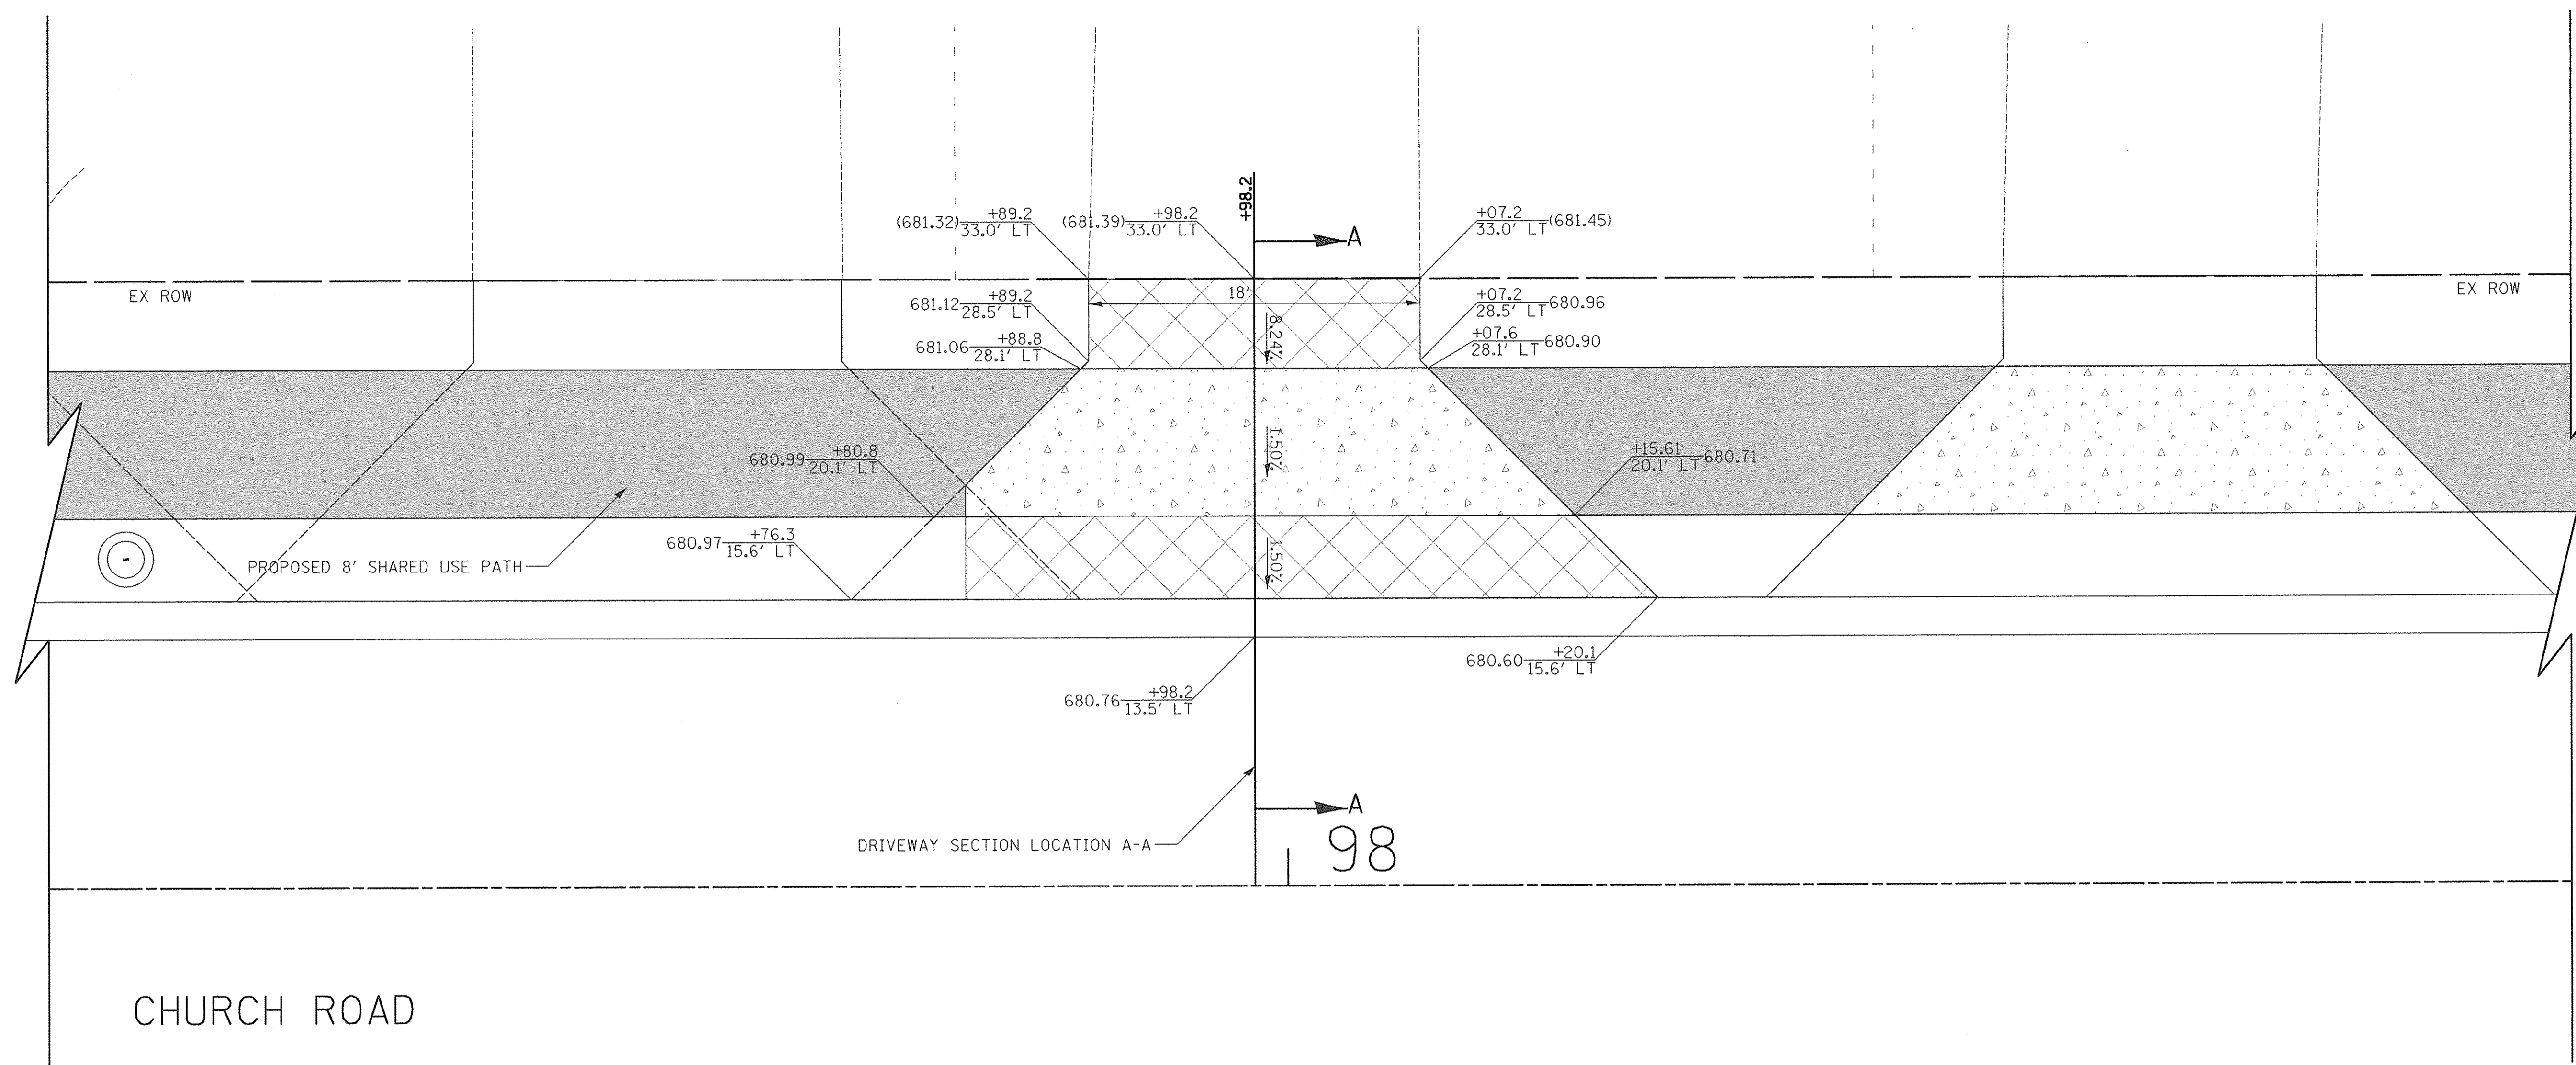 +98.2
A
(681.32) +89.2
33.0' LT
(681.39) +98.2
33.0' LT
+07.2 (681.45)
33.0' LT
EX ROW
EX ROW
18'
681.12 +89.2
28.5' LT
+07.2 680.96
28.5' LT
8.24%
681.06 +88.8
28.1' LT
+07.6 680.90
28.1' LT
680.99 +80.8
20.1' LT
1.50%
+15.61 680.71
20.1' LT
680.97 +76.3
15.6' LT
1.50%
PROPOSED 8' SHARED USE PATH
680.60 +20.1
15.6' LT
680.76 +98.2
13.5' LT
A
DRIVEWAY SECTION LOCATION A-A
98
CHURCH ROAD